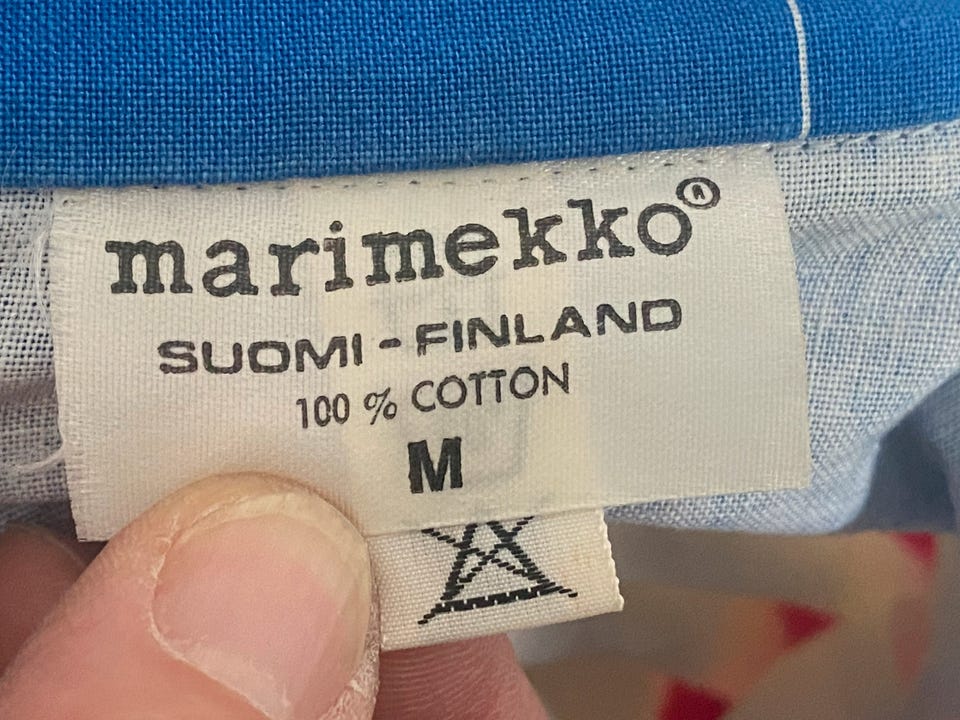 marimekko®
SUOMI - FINLAND
100 % COTTON
M